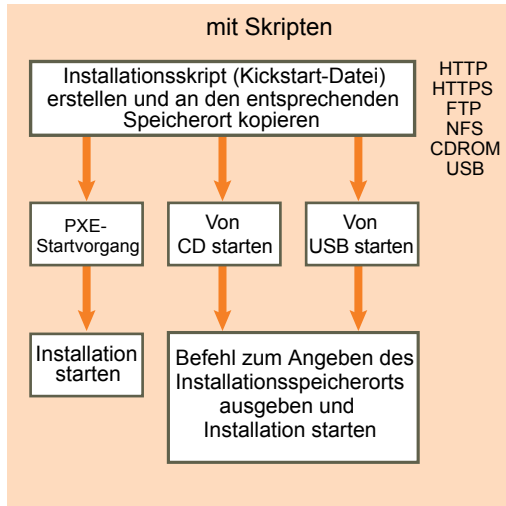 mit Skripten
Installationsskript (Kickstart-Datei)
erstellen und an den entsprechenden
Speicherort kopieren
HTTP
HTTPS
FTP
NFS
CDROM
USB
PXE-
Startvorgang
Von
CD starten
Von
USB starten
Installation
starten
Befehl zum Angeben des
Installationsspeicherorts
ausgeben und
Installation starten